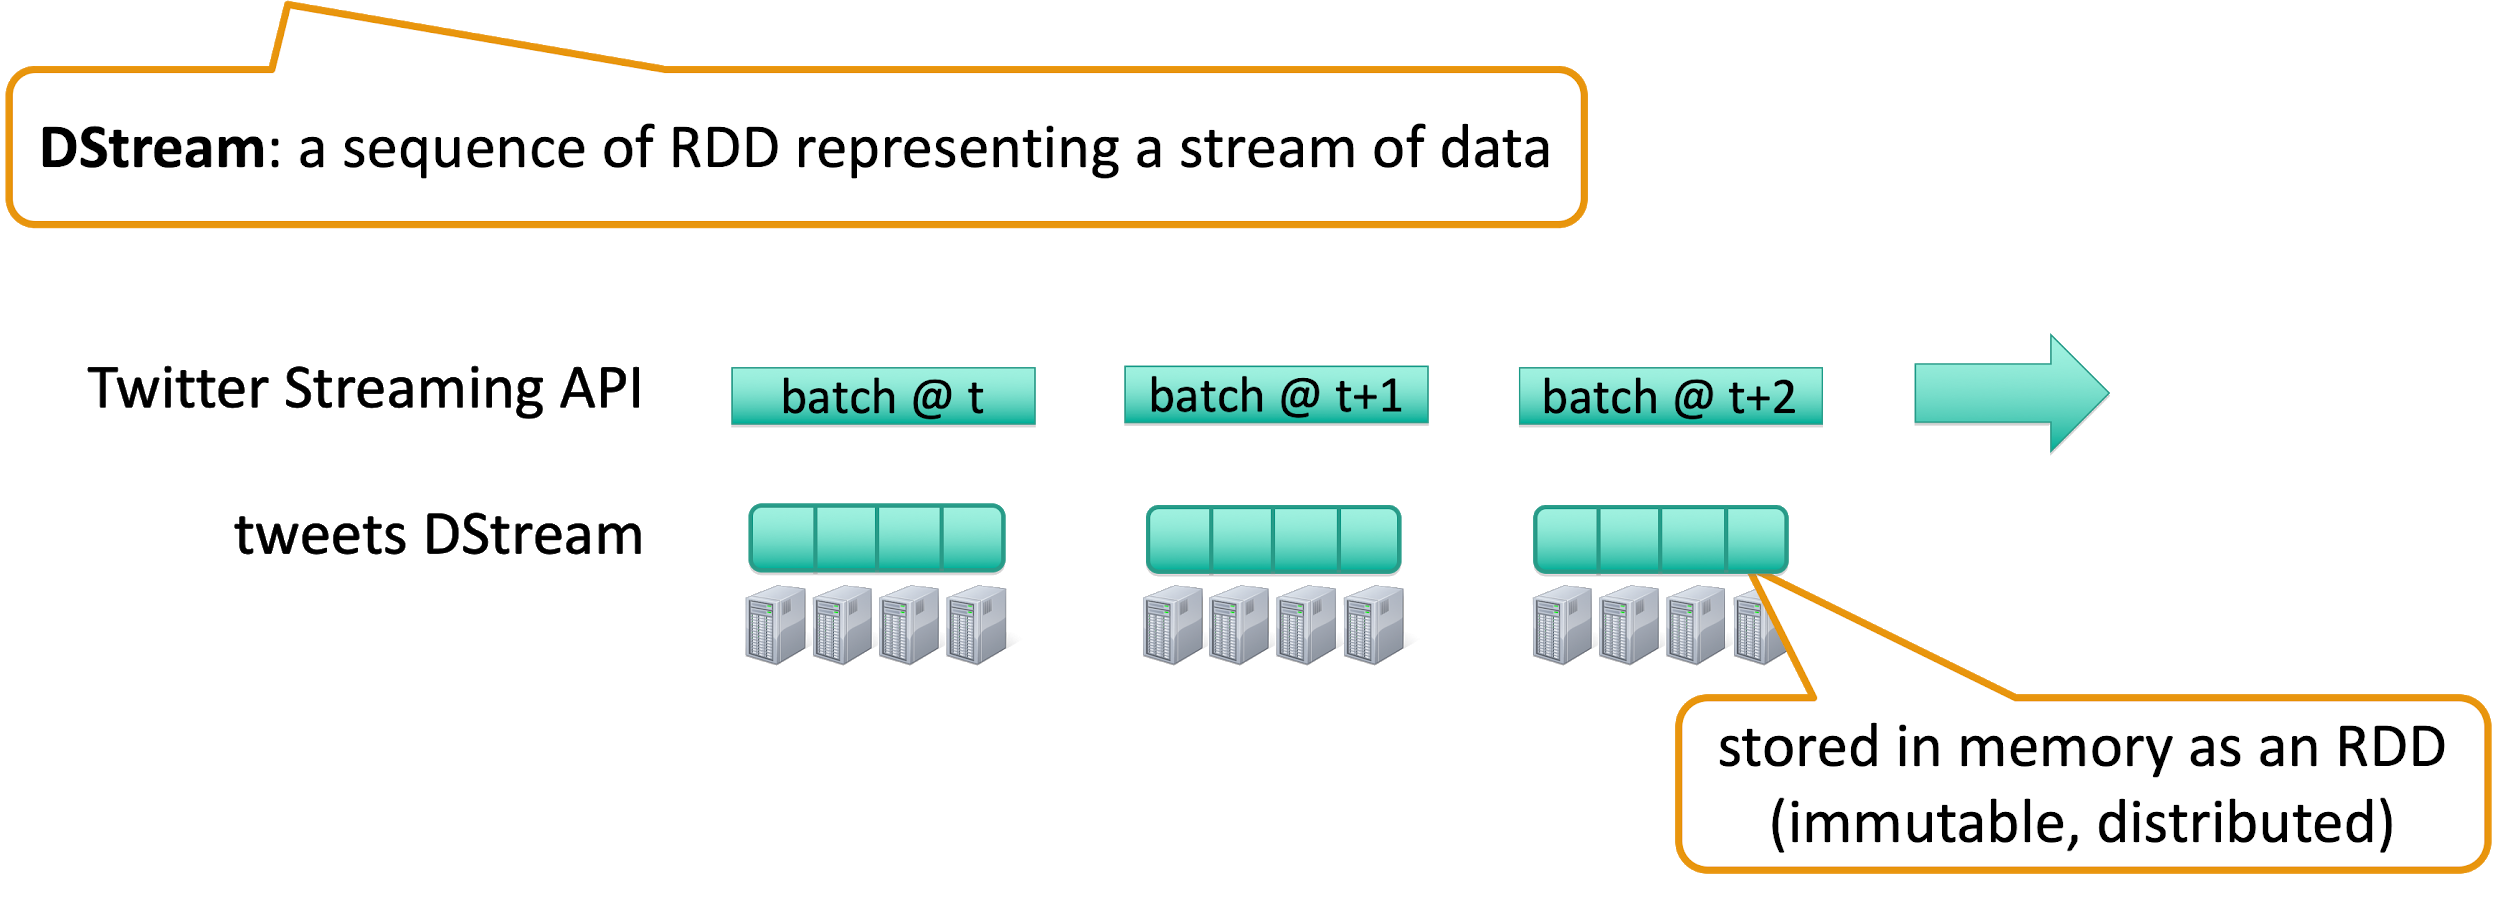 DStream: a sequence of RDD representing a stream of data
Twitter Streaming API
batch @ t
batch @ t+1
batch @ t+2
tweets DStream
stored in memory as an RDD
(immutable, distributed)